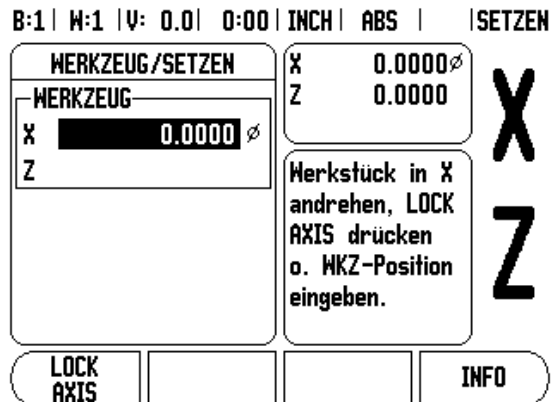 B:1 | W:1 | V: 0.0 | 0:00 | INCH | ABS | | SETZEN
WERKZEUG/SETZEN
WERKZEUG
X 0.0000 ø
Z
X 0.0000 ø
Z 0.0000
Werkstück in X
andrehen, LOCK
AXIS drücken
o. WKZ-Position
eingeben.
X
Z
LOCK
AXIS
INFO